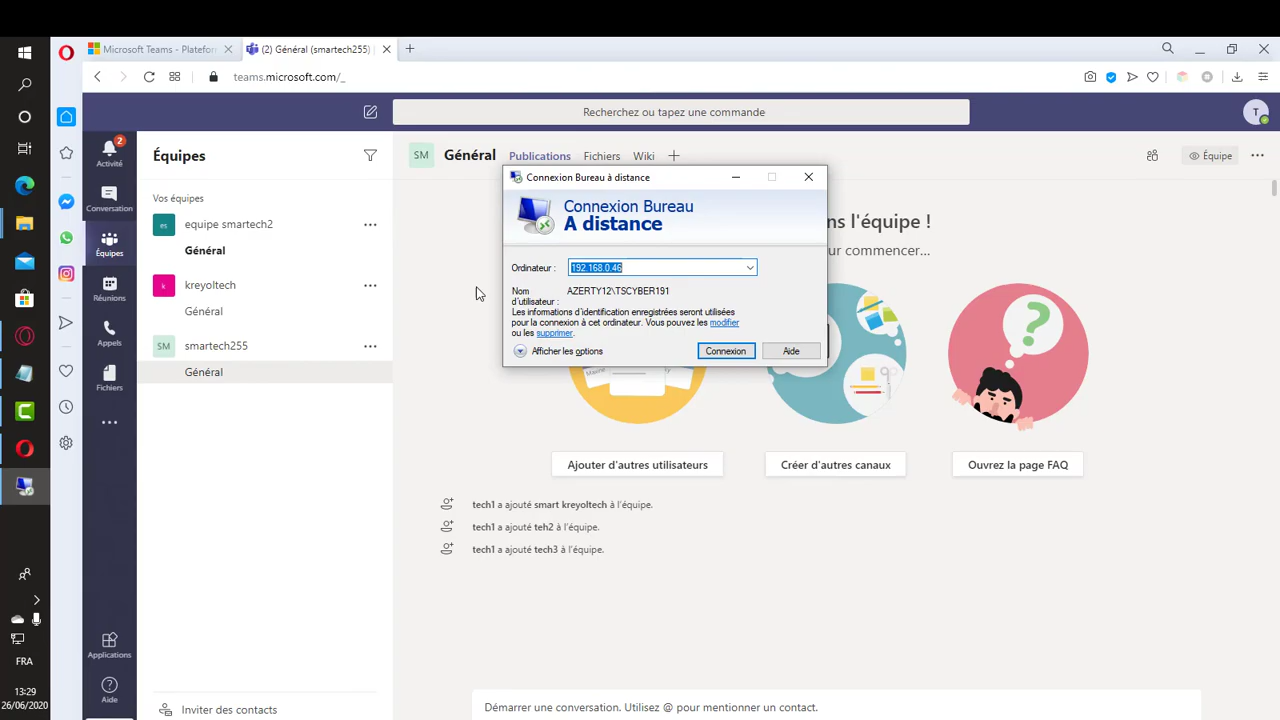 Microsoft Teams - Platefor
(2) Général (smartech255)
teams.microsoft.com/_
Recherchez ou tapez une commande
T
2
Activité
Conversation
Équipes
Réunions
Appels
Fichiers
Applications
Aide
Équipes
Vos équipes
es
equipe smartech2
Général
k
kreyoltech
Général
SM
smartech255
Général
Inviter des contacts
SM
Général
Publications
Fichiers
Wiki
Équipe
ns l'équipe !
ur commencer...
Connexion Bureau à distance
Connexion Bureau
A distance
Ordinateur :
192.168.0.46
Nom
d'utilisateur :
AZERTY12\TSCYBER191
Les informations d'identification enregistrées seront utilisées
pour la connexion à cet ordinateur. Vous pouvez les modifier
ou les supprimer.
Afficher les options
Connexion
Aide
Ajouter d'autres utilisateurs
Créer d'autres canaux
Ouvrez la page FAQ
tech1 a ajouté smart kreyoltech à l'équipe.
tech1 a ajouté teh2 à l'équipe.
tech1 a ajouté tech3 à l'équipe.
Démarrer une conversation. Utilisez @ pour mentionner un contact.
FRA
13:29
26/06/2020